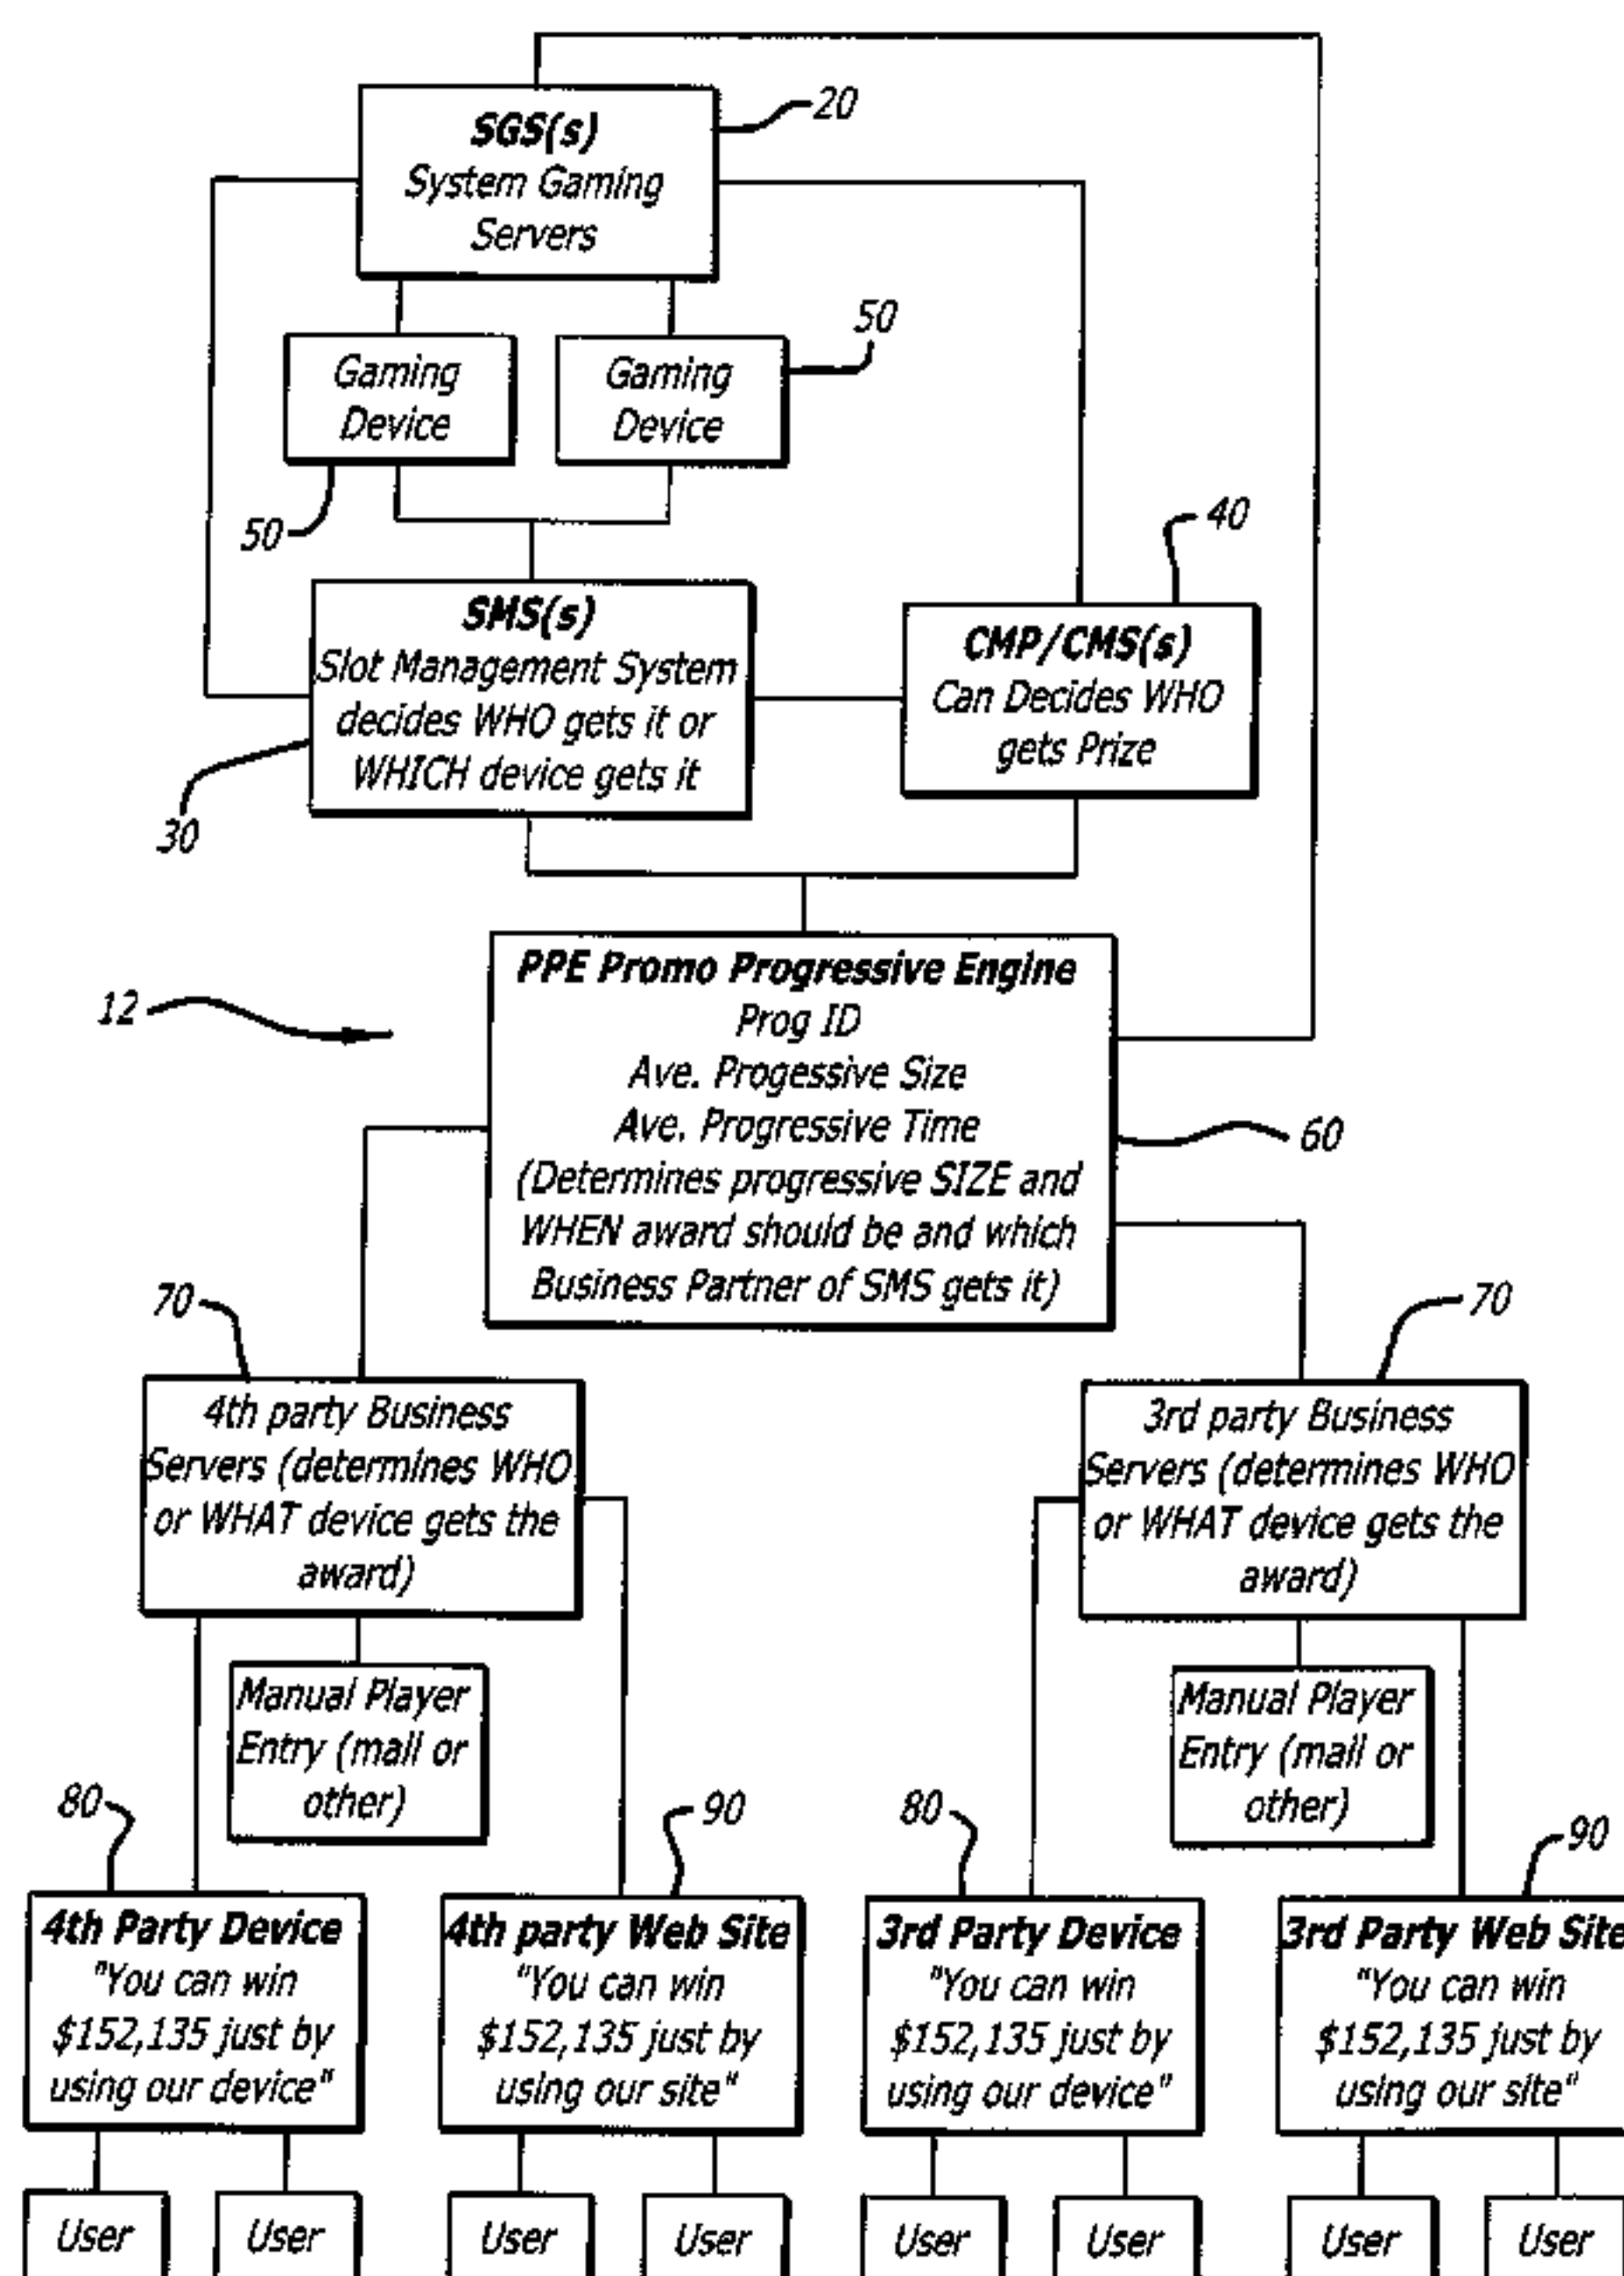 20
SGS(s)
System Gaming
Servers
50
Gaming
Device
Gaming
Device
50
40
SMS(s)
Slot Management System
decides WHO gets it or
WHICH device gets it
CMP/CMS(s)
Can Decides WHO
gets Prize
30
12
PPE Promo Progressive Engine
Prog ID
Ave. Progessive Size
Ave. Progressive Time
(Determines progressive SIZE and
WHEN award should be and which
Business Partner of SMS gets it)
60
70
70
4th party Business
Servers (determines WHO
or WHAT device gets the
award)
3rd party Business
Servers (determines WHO
or WHAT device gets the
award)
Manual Player
Entry (mail or
other)
Manual Player
Entry (mail or
other)
80
90
80
90
4th Party Device
"You can win
$152,135 just by
using our device"
4th party Web Site
"You can win
$152,135 just by
using our site"
3rd Party Device
"You can win
$152,135 just by
using our device"
3rd Party Web Site
"You can win
$152,135 just by
using our site"
User
User
User
User
User
User
User
User